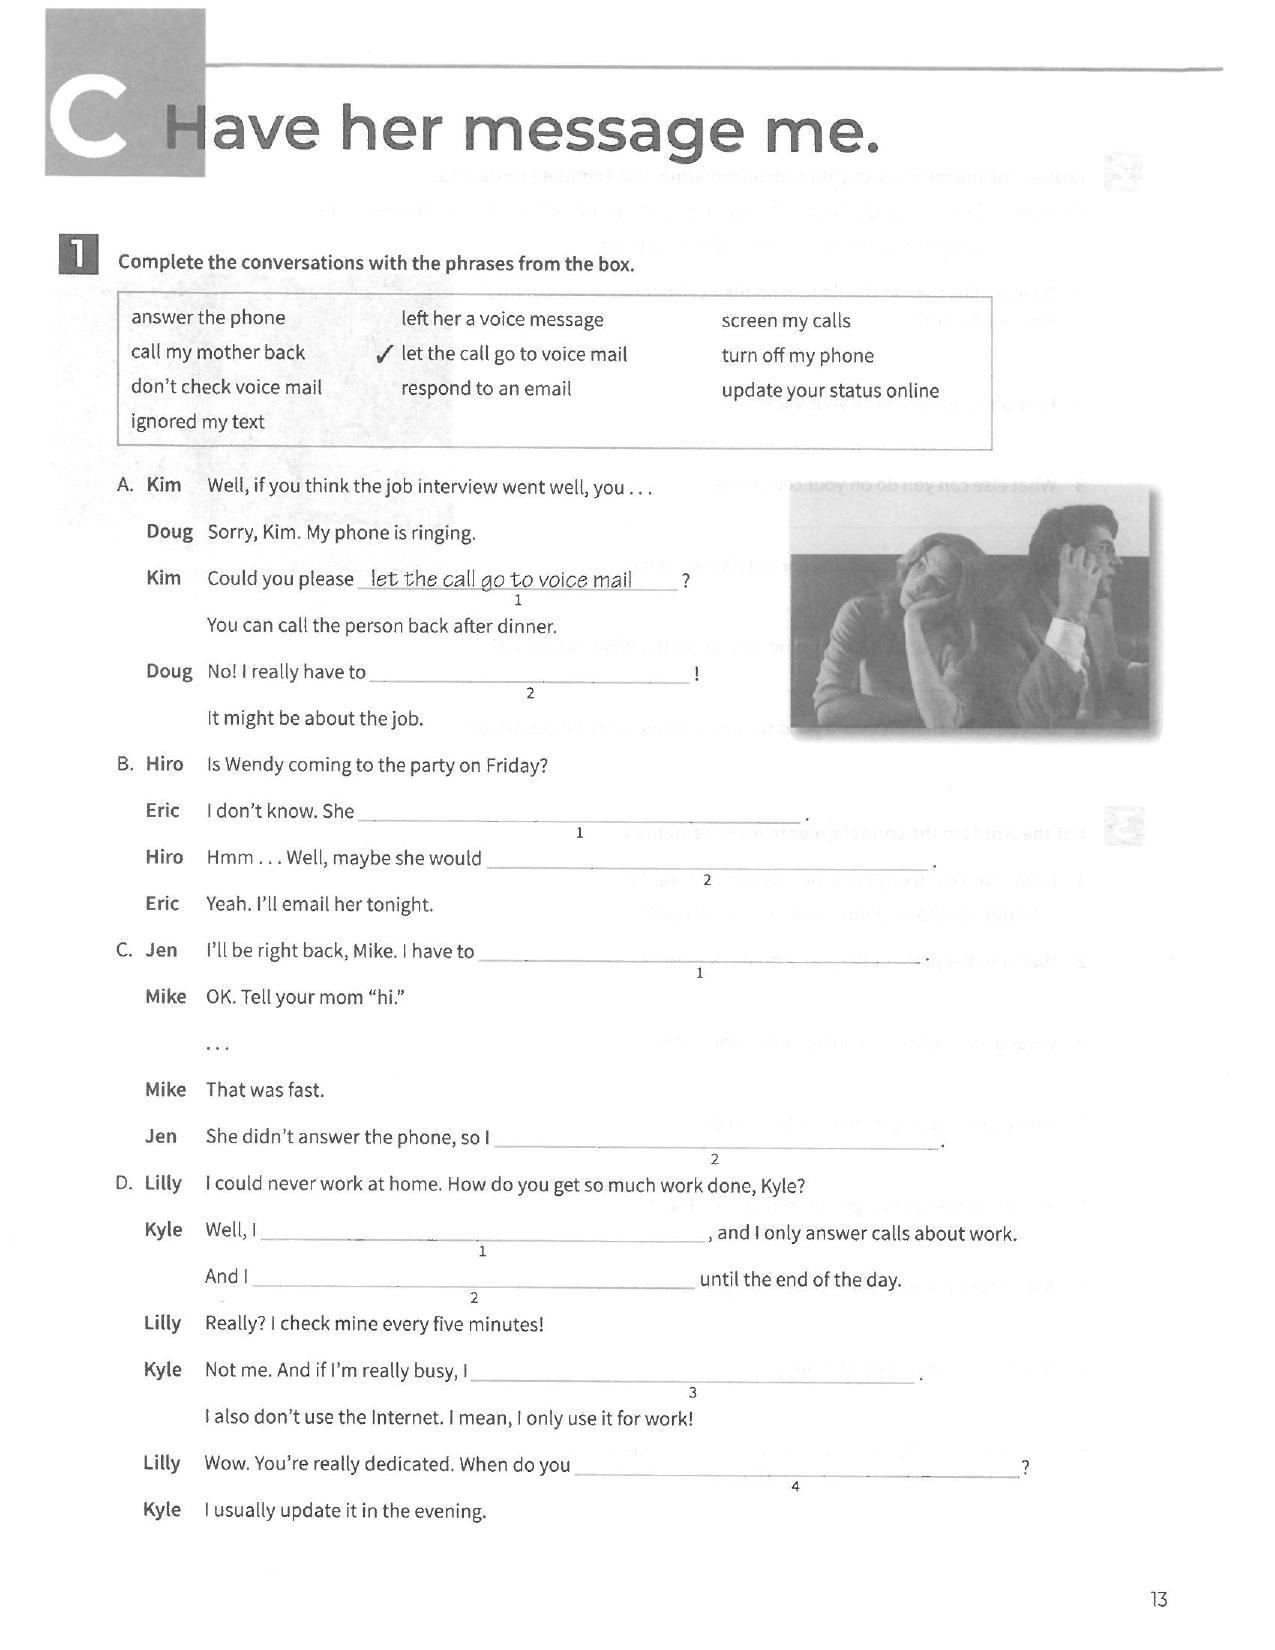 C Have her message me.
1 Complete the conversations with the phrases from the box.
answer the phone left her a voice message screen my calls
call my mother back ✓ let the call go to voice mail turn off my phone
don't check voice mail respond to an email update your status online
ignored my text
A. Kim Well, if you think the job interview went well, you . . .
Doug Sorry, Kim. My phone is ringing.
Kim Could you please let the call go to voice mail ?
1
You can call the person back after dinner.
Doug No! I really have to !
2
It might be about the job.
B. Hiro Is Wendy coming to the party on Friday?
Eric I don't know. She .
1
Hiro Hmm . . . Well, maybe she would .
2
Eric Yeah. I'll email her tonight.
C. Jen I'll be right back, Mike. I have to .
1
Mike OK. Tell your mom “hi.”
. . .
Mike That was fast.
Jen She didn't answer the phone, so I .
2
D. Lilly I could never work at home. How do you get so much work done, Kyle?
Kyle Well, I , and I only answer calls about work.
1
And I until the end of the day.
2
Lilly Really? I check mine every five minutes!
Kyle Not me. And if I'm really busy, I .
3
I also don't use the Internet. I mean, I only use it for work!
Lilly Wow. You're really dedicated. When do you ?
4
Kyle I usually update it in the evening.
13